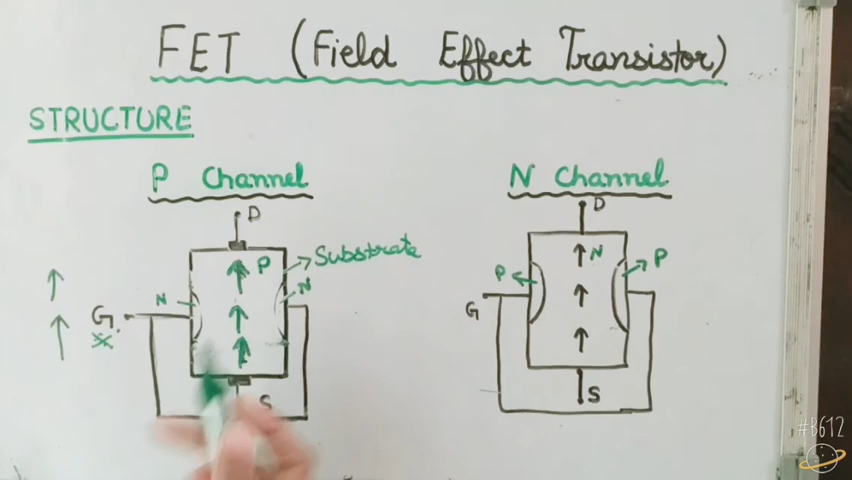 FET (Field Effect Transistor)
STRUCTURE
P Channel
N Channel
D
D
P
Substrate
N
N
G
S
N
P
P
G
S
#B612